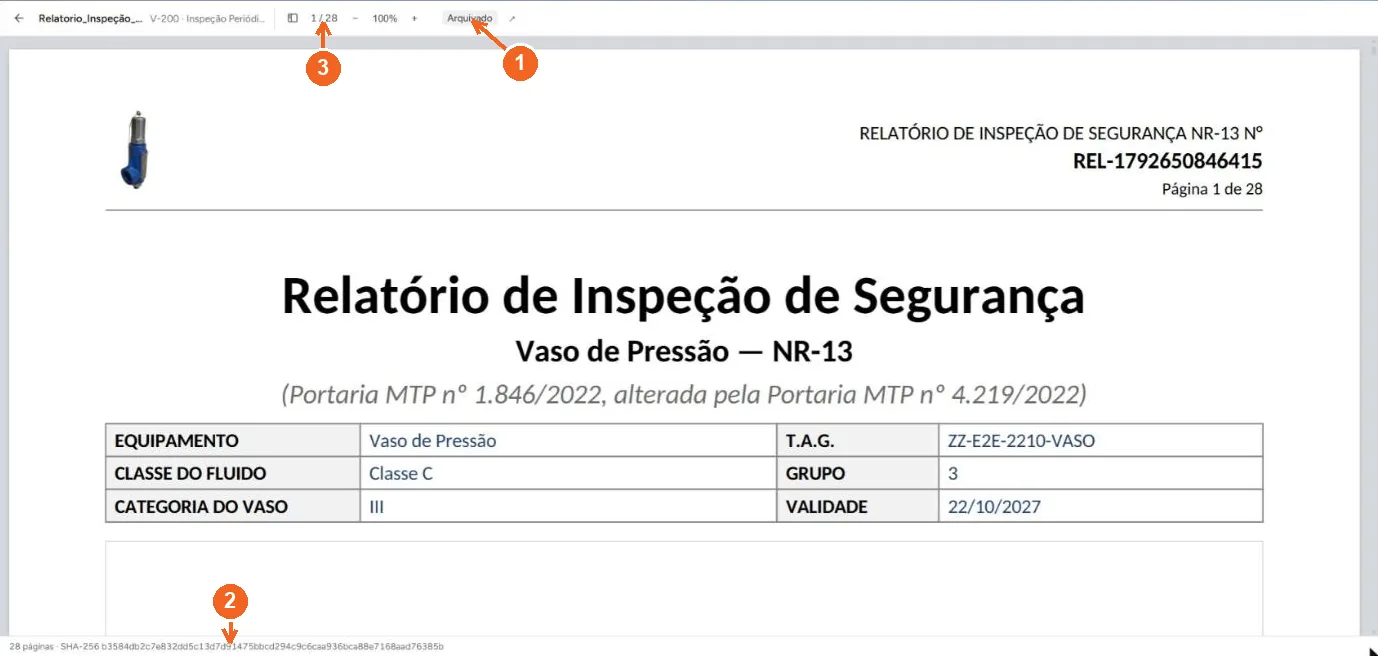 ← Relatorio_Inspeção_... V-200 · Inspeção Periódi... 1 / 28 − 100% + Arquivado
3
1
RELATÓRIO DE INSPEÇÃO DE SEGURANÇA NR-13 Nº
REL-1792650846415
Página 1 de 28
Relatório de Inspeção de Segurança
Vaso de Pressão — NR-13
(Portaria MTP nº 1.846/2022, alterada pela Portaria MTP nº 4.219/2022)
EQUIPAMENTO Vaso de Pressão T.A.G. ZZ-E2E-2210-VASO
CLASSE DO FLUIDO Classe C GRUPO 3
CATEGORIA DO VASO III VALIDADE 22/10/2027
2
28 páginas · SHA-256 b3584db2c7e832dd5c13d7d91475bbcd294c9c6caa936bca88e7168aad76385b